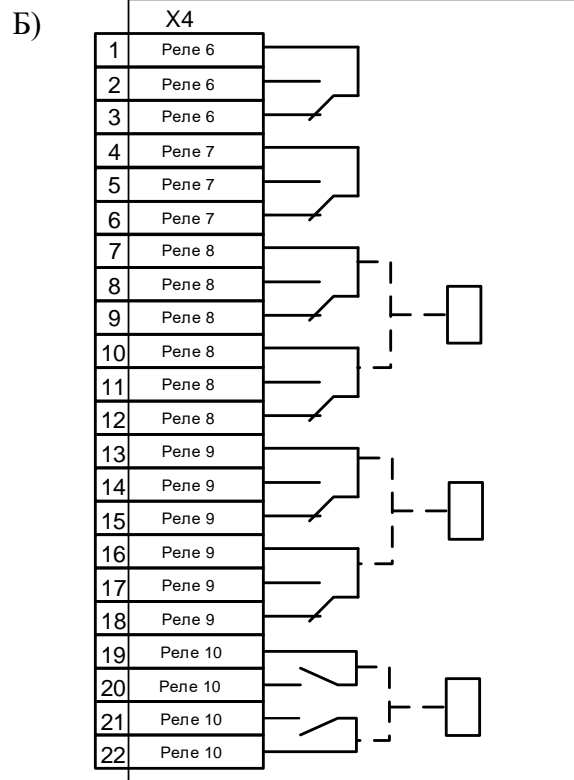 Б)
X4
1 Реле 6
2 Реле 6
3 Реле 6
4 Реле 7
5 Реле 7
6 Реле 7
7 Реле 8
8 Реле 8
9 Реле 8
10 Реле 8
11 Реле 8
12 Реле 8
13 Реле 9
14 Реле 9
15 Реле 9
16 Реле 9
17 Реле 9
18 Реле 9
19 Реле 10
20 Реле 10
21 Реле 10
22 Реле 10